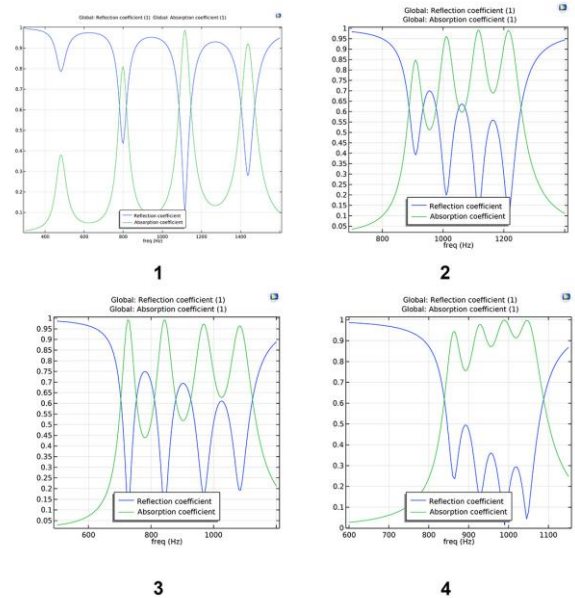 Global: Reflection coefficient (1) Global: Absorption coefficient (1)
1
0.9
0.8
0.7
0.6
0.5
0.4
0.3
0.2
0.1
400 600 800 1000 1200 1400 1600
freq (Hz)
Reflection coefficient
Absorption coefficient
1
Global: Reflection coefficient (1)
Global: Absorption coefficient (1)
0.95
0.9
0.85
0.8
0.75
0.7
0.65
0.6
0.55
0.5
0.45
0.4
0.35
0.3
0.25
0.2
0.15
0.1
0.05
800 1000 1200
freq (Hz)
Reflection coefficient
Absorption coefficient
2
Global: Reflection coefficient (1)
Global: Absorption coefficient (1)
1
0.95
0.9
0.85
0.8
0.75
0.7
0.65
0.6
0.55
0.5
0.45
0.4
0.35
0.3
0.25
0.2
0.15
0.1
0.05
600 800 1000
freq (Hz)
Reflection coefficient
Absorption coefficient
3
Global: Reflection coefficient (1)
Global: Absorption coefficient (1)
1
0.9
0.8
0.7
0.6
0.5
0.4
0.3
0.2
0.1
0
600 700 800 900 1000 1100
freq (Hz)
Reflection coefficient
Absorption coefficient
4